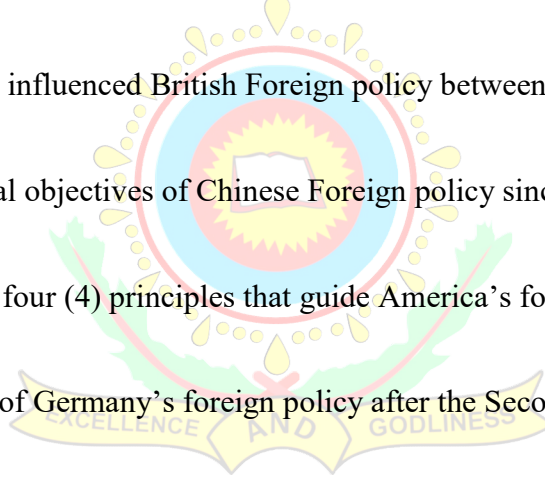 influenced British Foreign policy between
al objectives of Chinese Foreign policy sinc
four (4) principles that guide America’s fo
of Germany’s foreign policy after the Seco
EXCELLENCE AND GODLINESS